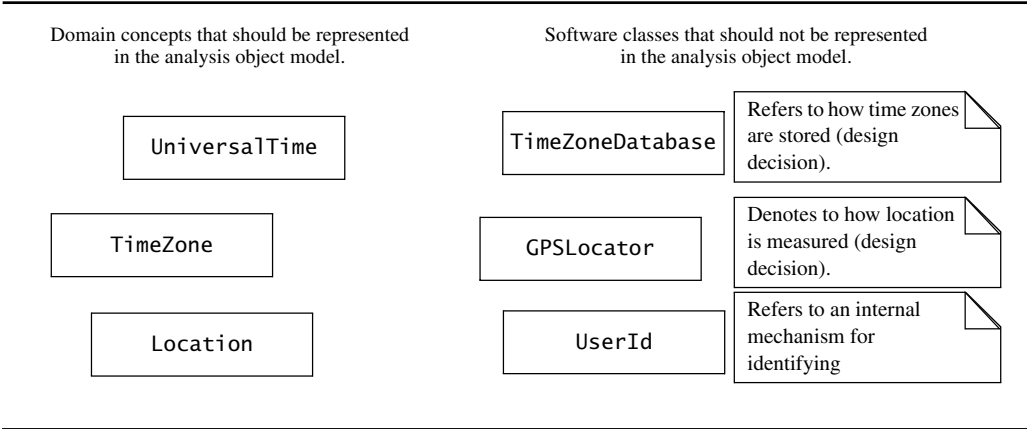 Domain concepts that should be represented
in the analysis object model.
Software classes that should not be represented
in the analysis object model.
UniversalTime
TimeZoneDatabase
Refers to how time zones
are stored (design
decision).
TimeZone
GPSLocator
Denotes to how location
is measured (design
decision).
Location
UserId
Refers to an internal
mechanism for
identifying